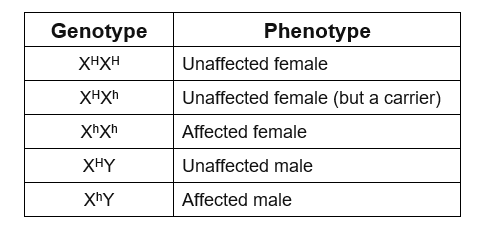 Genotype Phenotype
XᴴXᴴ Unaffected female
XᴴXʰ Unaffected female (but a carrier)
XʰXʰ Affected female
XᴴY Unaffected male
XʰY Affected male